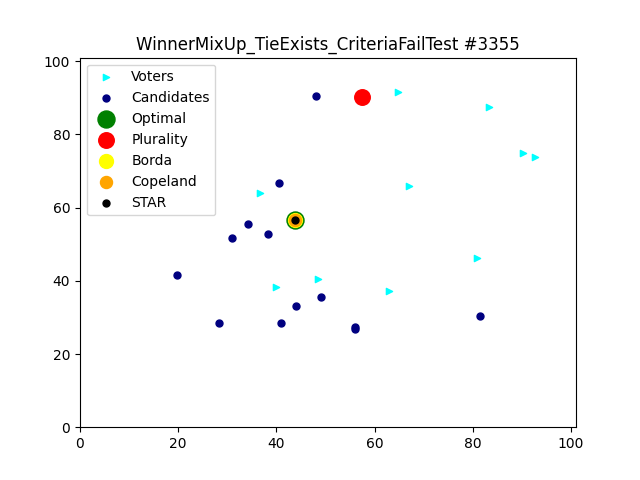 WinnerMixUp_TieExists_CriteriaFailTest #3355
Voters
Candidates
Optimal
Plurality
Borda
Copeland
STAR
100
80
60
40
20
0
0 20 40 60 80 100